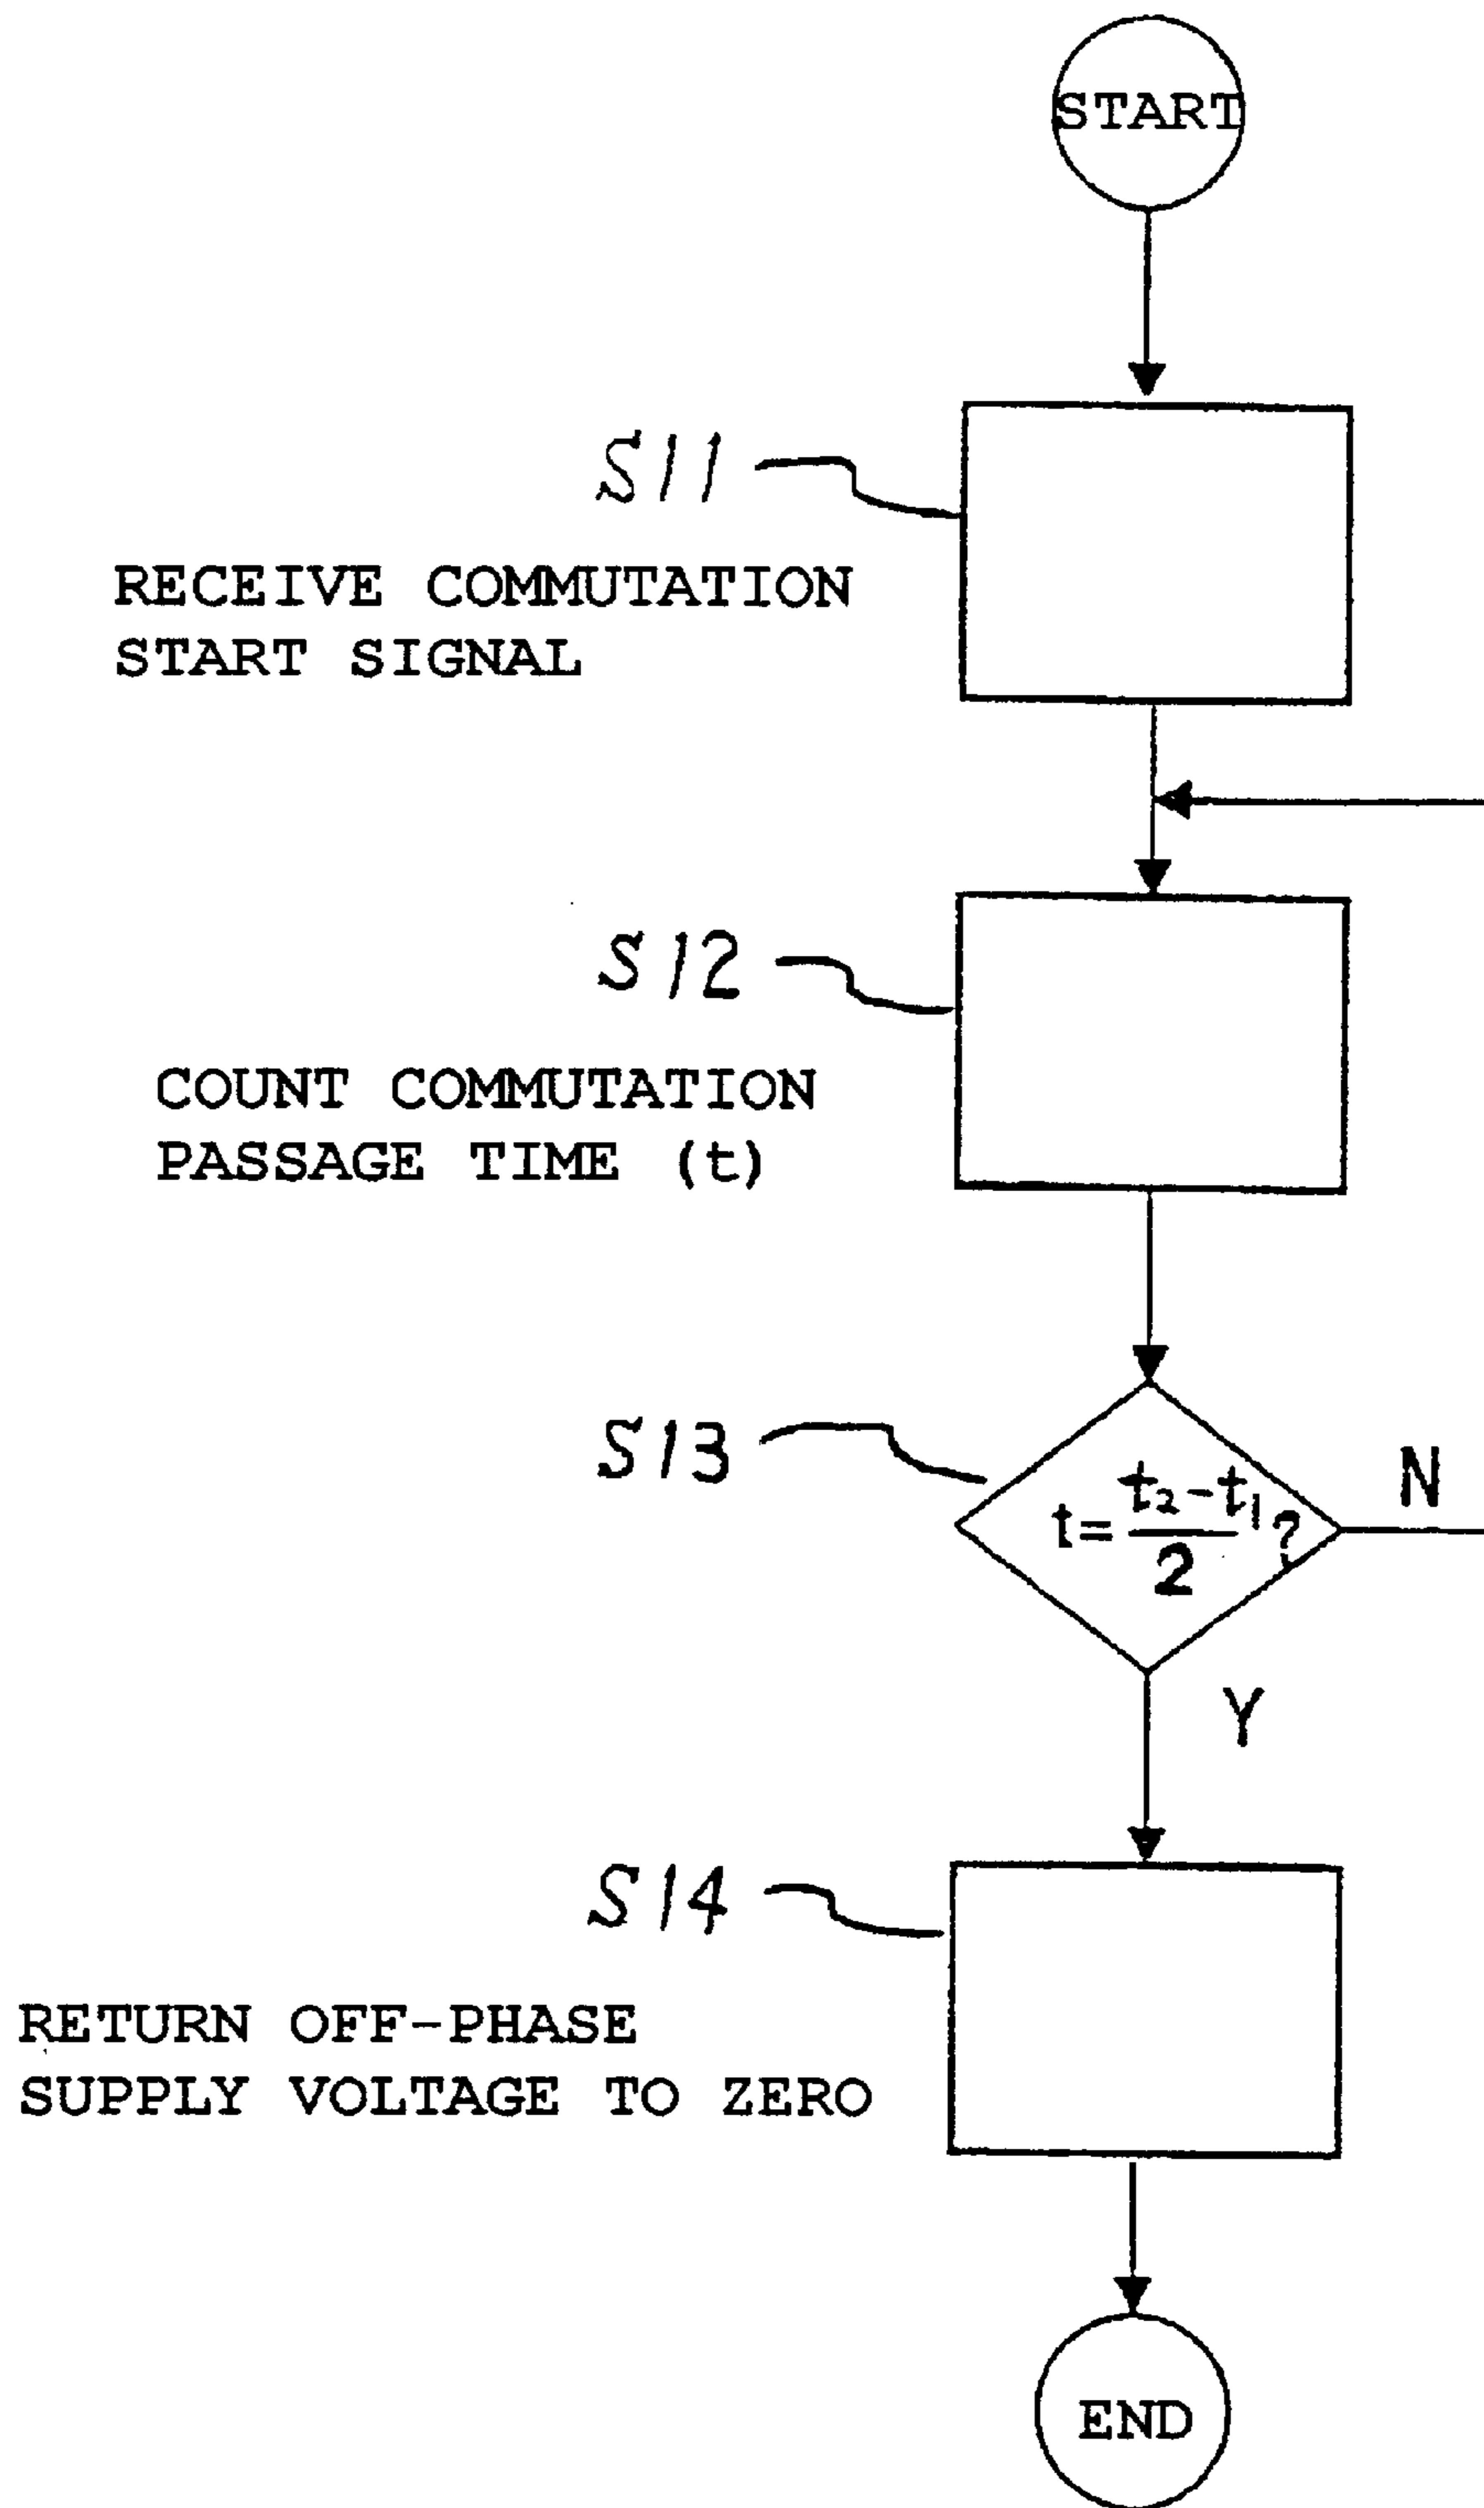 START
S11
RECEIVE COMMUTATION
START SIGNAL
S12
COUNT COMMUTATION
PASSAGE TIME (t)
S13
t=(t₂-t₁)/2?
N
Y
S14
RETURN OFF-PHASE
SUPPLY VOLTAGE TO ZERO
END